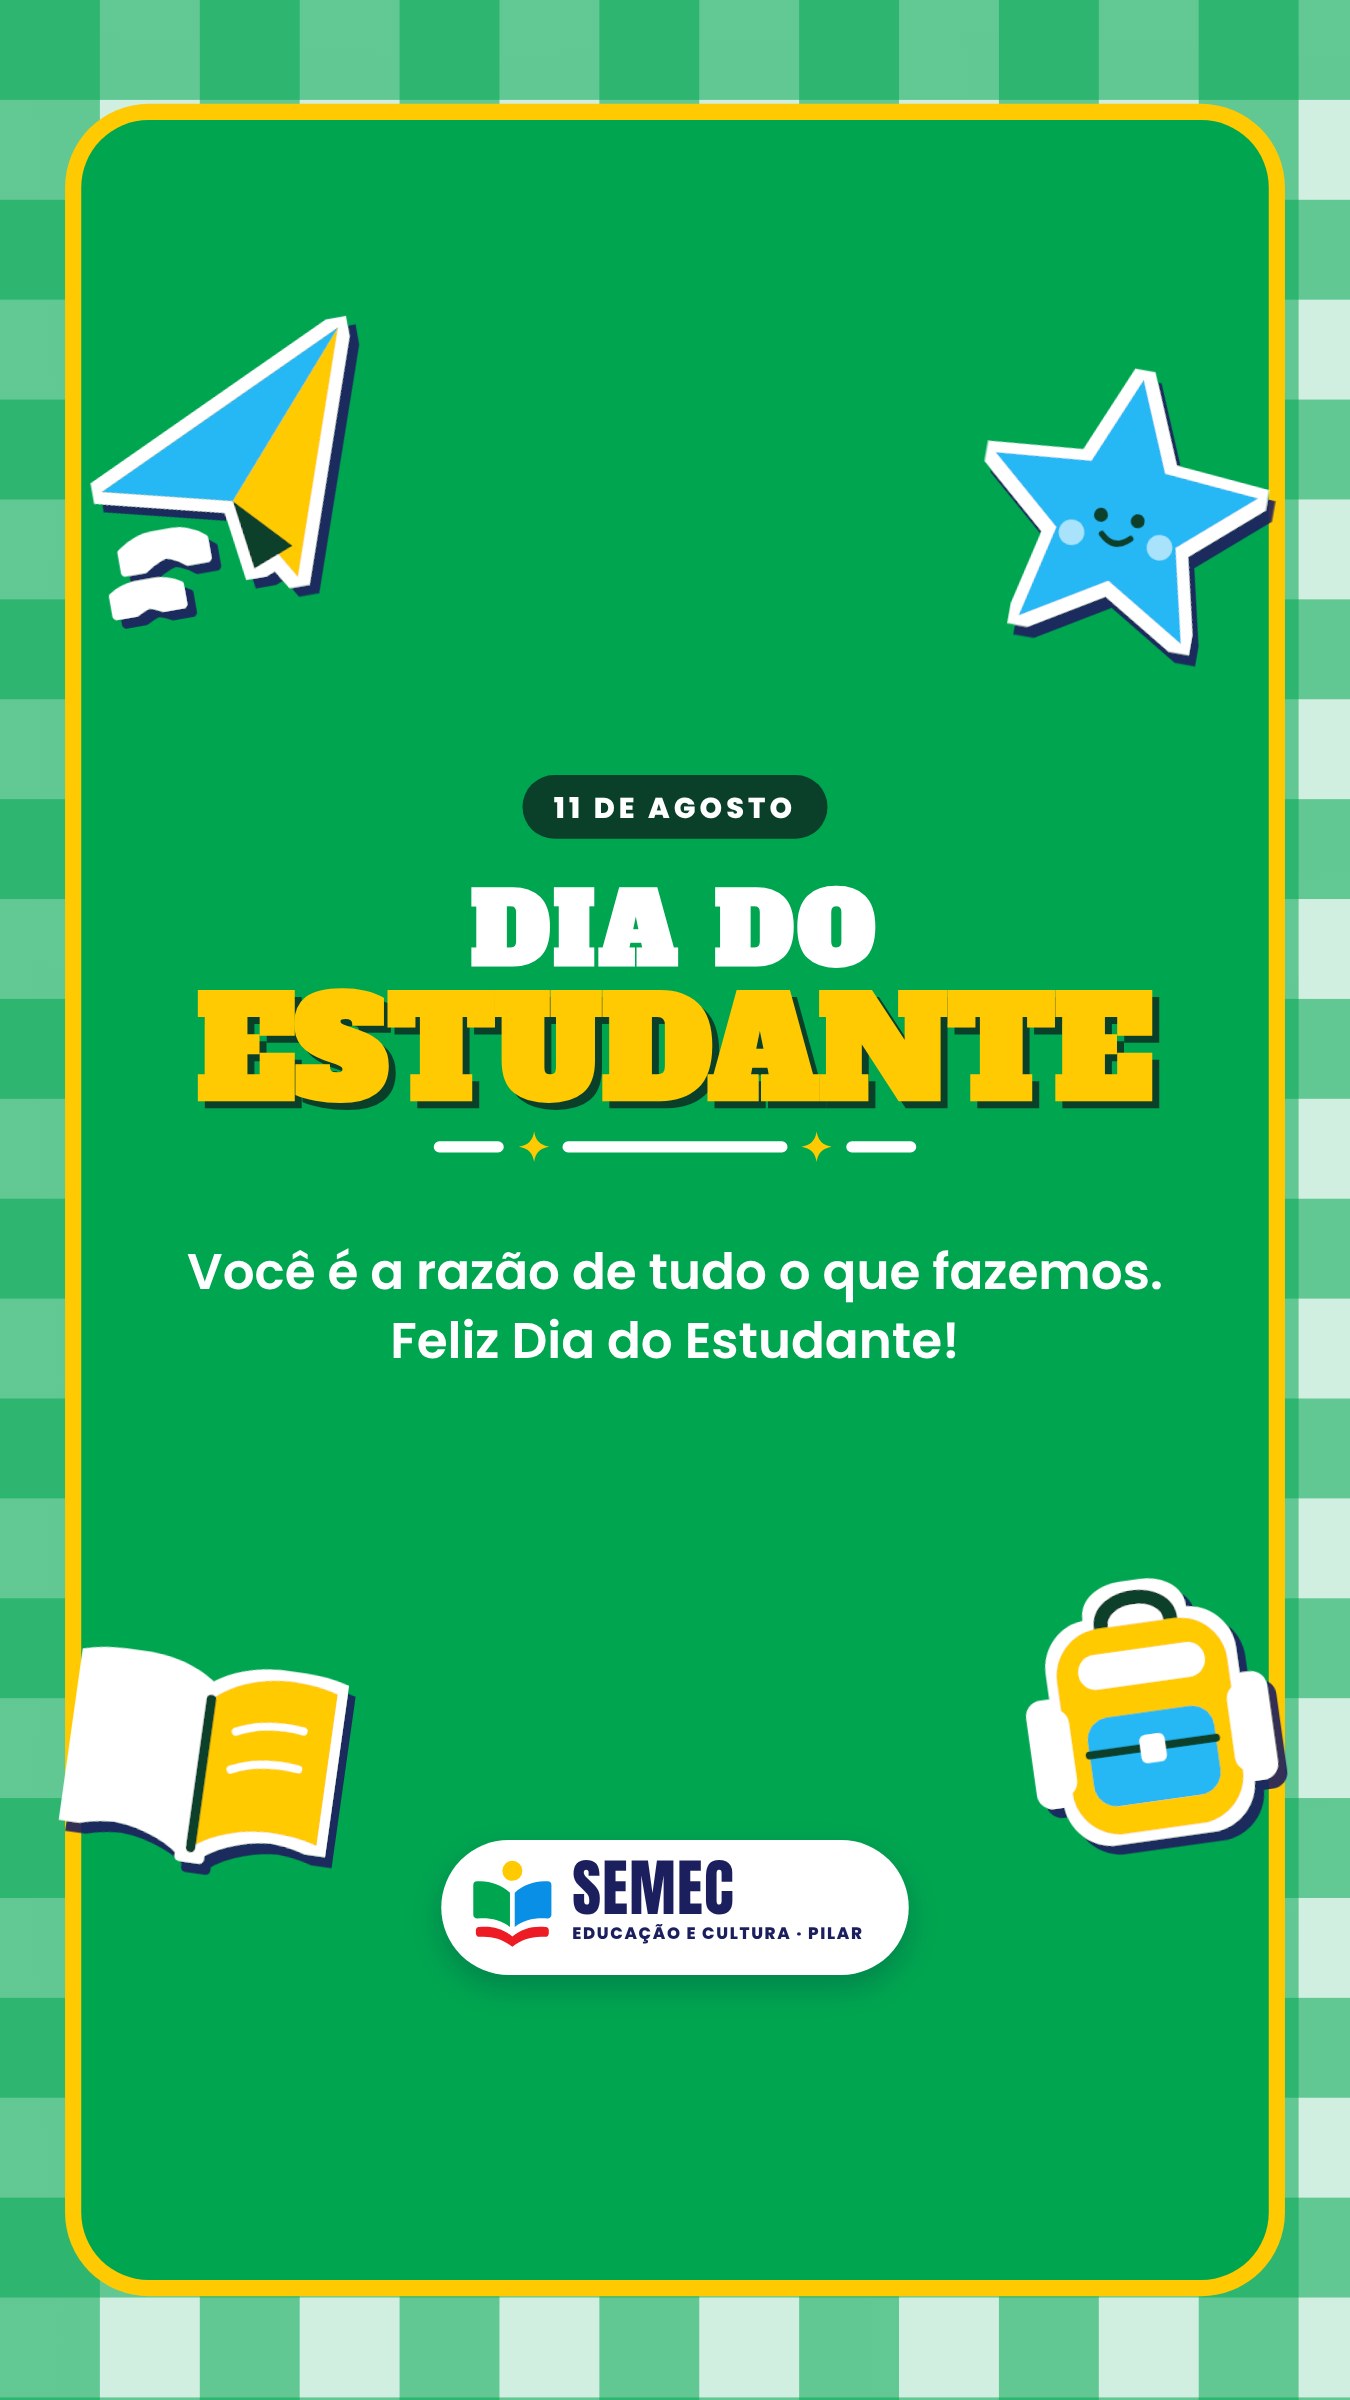 11 DE AGOSTO
DIA DO
ESTUDANTE
Você é a razão de tudo o que fazemos.
Feliz Dia do Estudante!
SEMEC
EDUCAÇÃO E CULTURA · PILAR